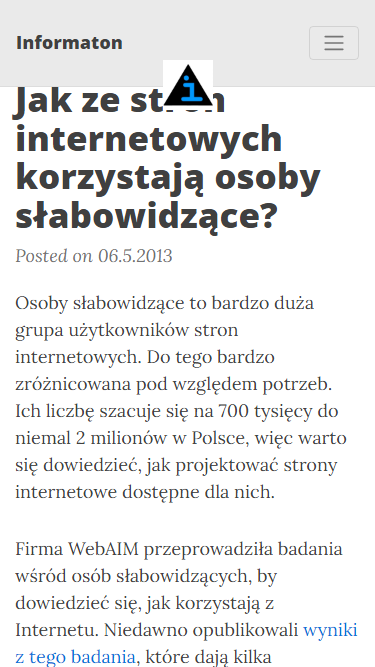 Informaton
i
Jak ze stron
internetowych
korzystają osoby
słabowidzące?
Posted on 06.5.2013
Osoby słabowidzące to bardzo duża
grupa użytkowników stron
internetowych. Do tego bardzo
zróżnicowana pod względem potrzeb.
Ich liczbę szacuje się na 700 tysięcy do
niemal 2 milionów w Polsce, więc warto
się dowiedzieć, jak projektować strony
internetowe dostępne dla nich.
Firma WebAIM przeprowadziła badania
wśród osób słabowidzących, by
dowiedzieć się, jak korzystają z
Internetu. Niedawno opublikowali wyniki
z tego badania, które dają kilka